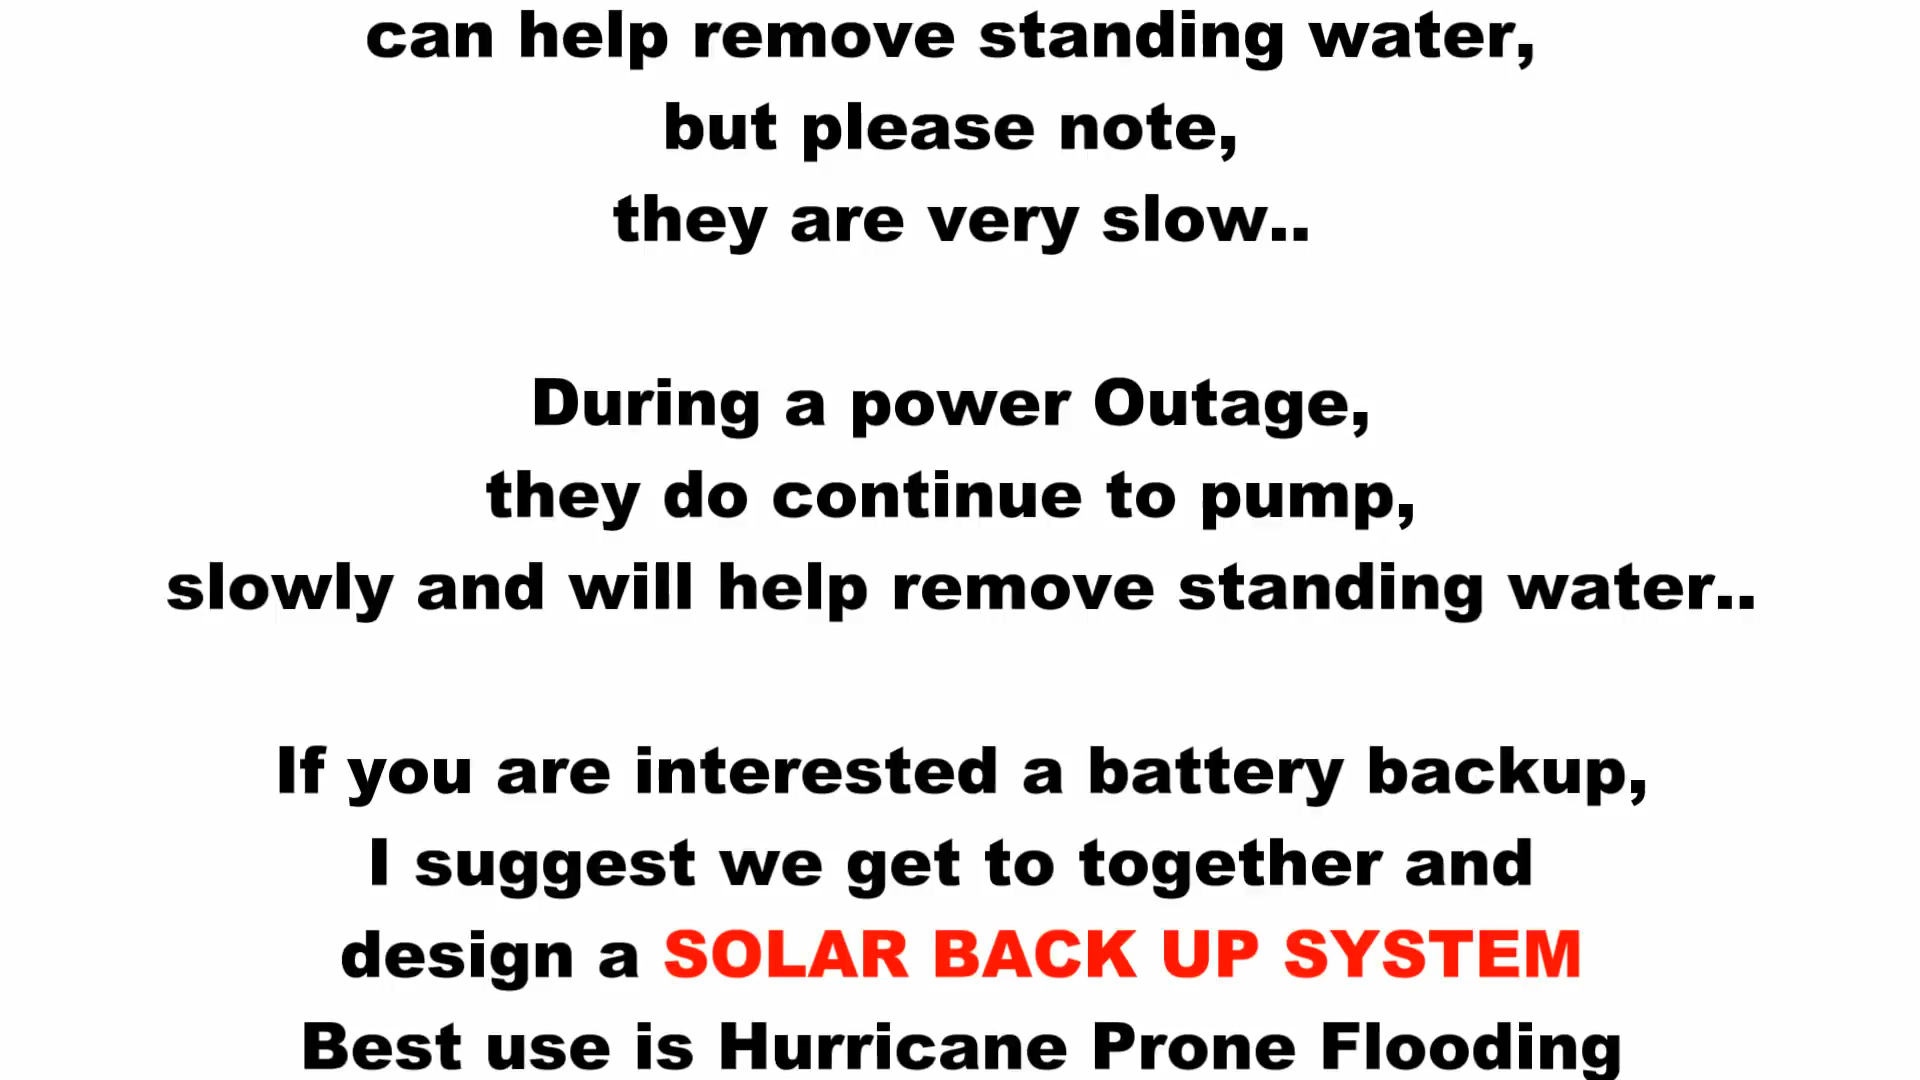 can help remove standing water,
but please note,
they are very slow..
During a power Outage,
they do continue to pump,
slowly and will help remove standing water..
If you are interested a battery backup,
I suggest we get to together and
design a SOLAR BACK UP SYSTEM
Best use is Hurricane Prone Flooding